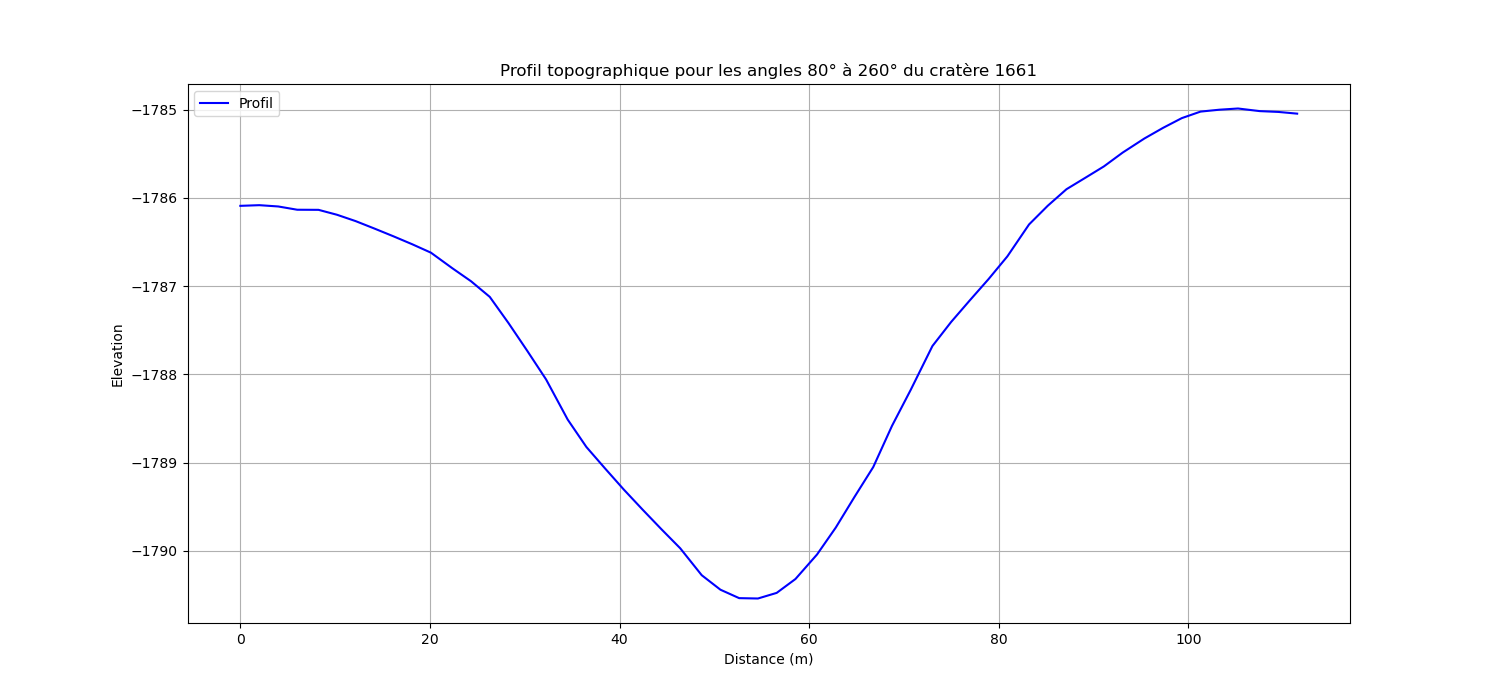 Profil topographique pour les angles 80° à 260° du cratère 1661
Profil
−1785
−1786
−1787
−1788
−1789
−1790
Elevation
0 20 40 60 80 100
Distance (m)